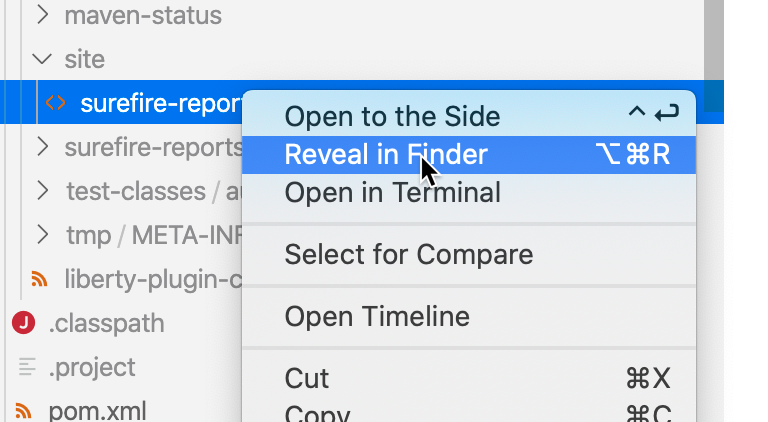 maven-status
site
surefire-repor
Open to the Side ^ ↩
surefire-reports
Reveal in Finder ⌥⌘R
test-classes /
Open in Terminal
tmp / META-INF
Select for Compare
liberty-plugin-c
Open Timeline
J .classpath
.project
Cut ⌘X
pom.xml
Copy ⌘C